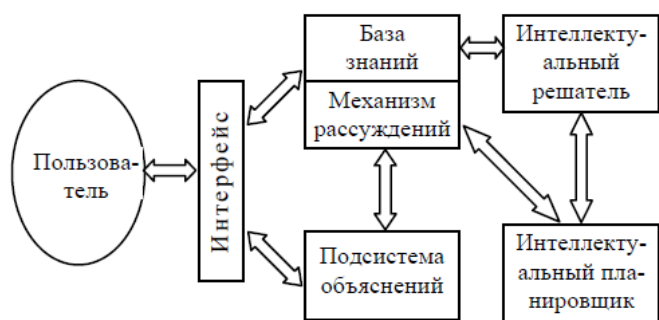 Пользова-
тель
Интерфейс
База
знаний
Механизм
рассуждений
Подсистема
объяснений
Интеллекту-
альный
решатель
Интеллекту-
альный пла-
нировщик